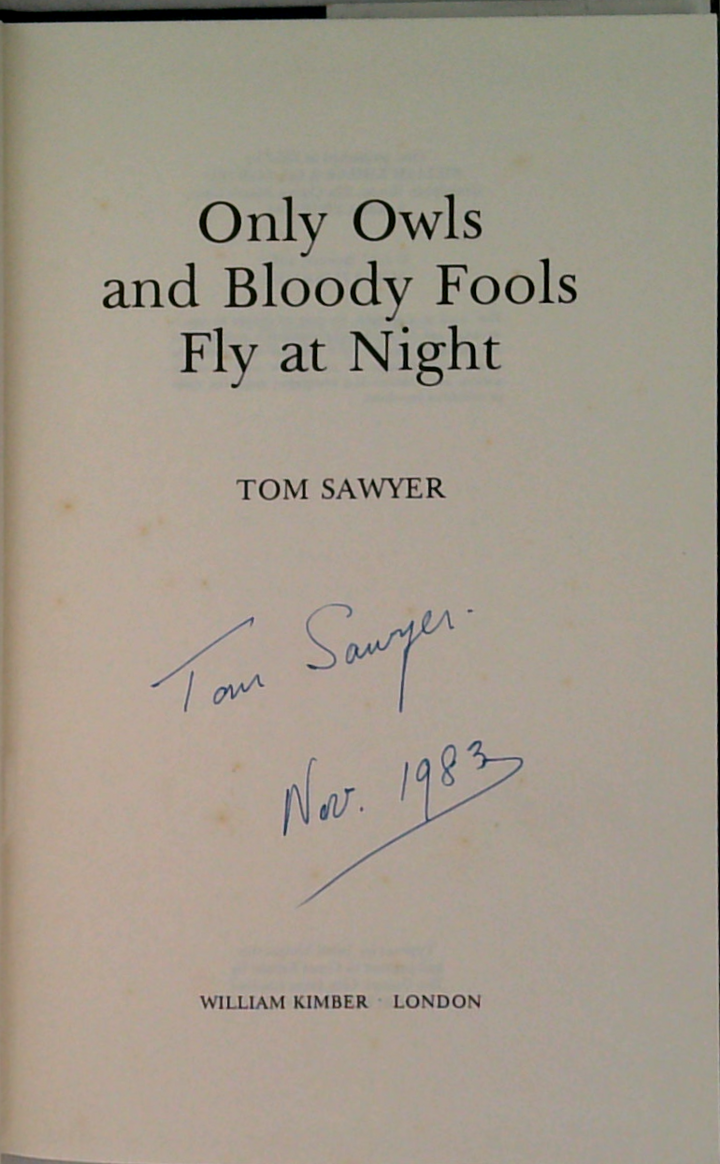 Only Owls
and Bloody Fools
Fly at Night
TOM SAWYER
Tom Sawyer.
Nov. 1983
WILLIAM KIMBER · LONDON